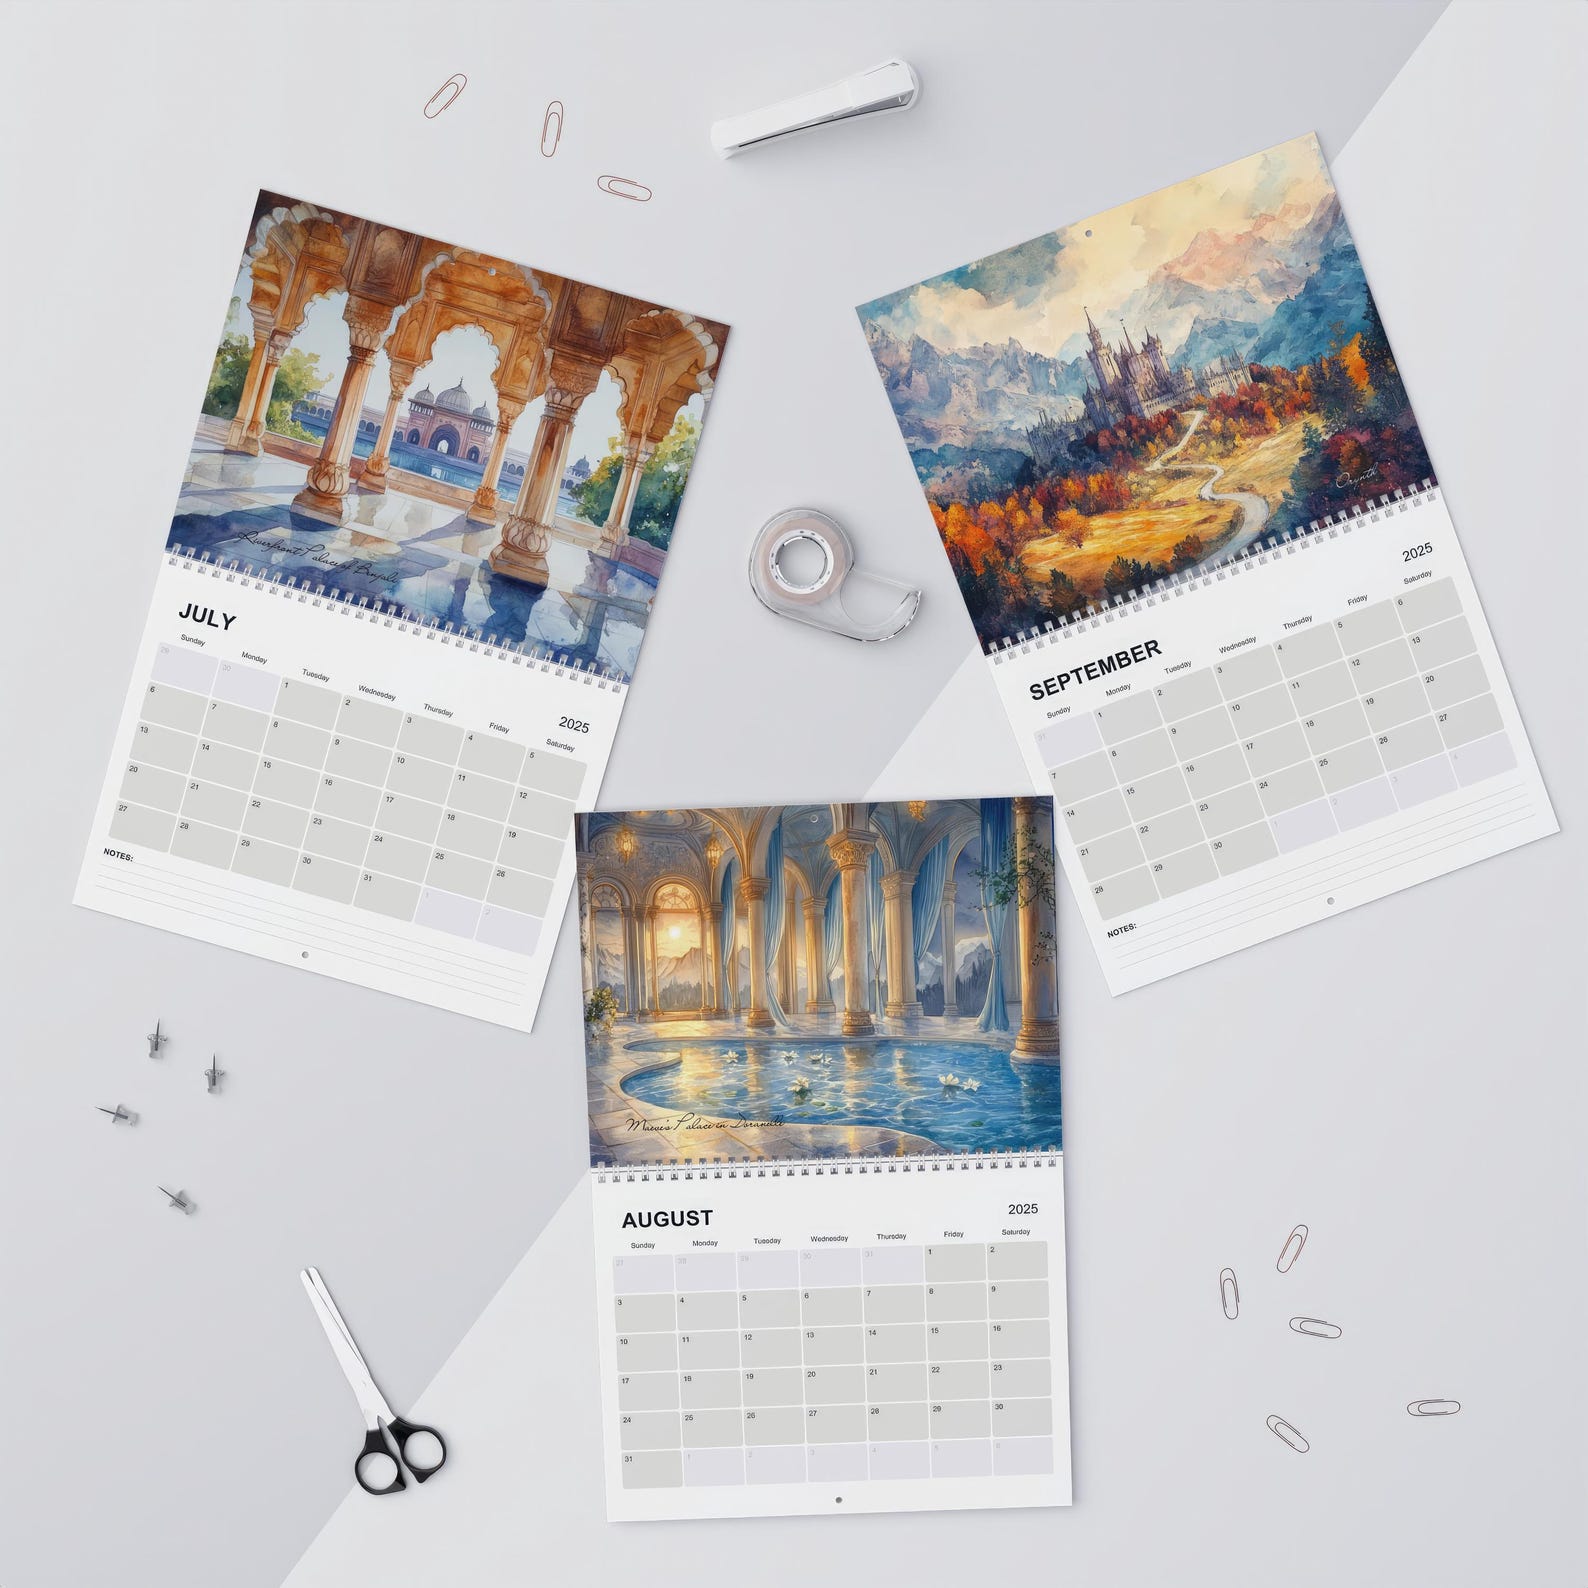 Riverfront Palace of Benjali
JULY
2025
Sunday Monday Tuesday Wednesday Thursday Friday Saturday
29 30 1 2 3 4 5
6 7 8 9 10 11 12
13 14 15 16 17 18 19
20 21 22 23 24 25 26
27 28 29 30 31 1 2
NOTES:
Orynth
SEPTEMBER
2025
Sunday Monday Tuesday Wednesday Thursday Friday Saturday
31 1 2 3 4 5 6
7 8 9 10 11 12 13
14 15 16 17 18 19 20
21 22 23 24 25 26 27
28 29 30 1 2 3 4
NOTES:
Maeve's Palace in Doranelle
AUGUST
2025
Sunday Monday Tuesday Wednesday Thursday Friday Saturday
27 28 29 30 31 1 2
3 4 5 6 7 8 9
10 11 12 13 14 15 16
17 18 19 20 21 22 23
24 25 26 27 28 29 30
31 1 2 3 4 5 6